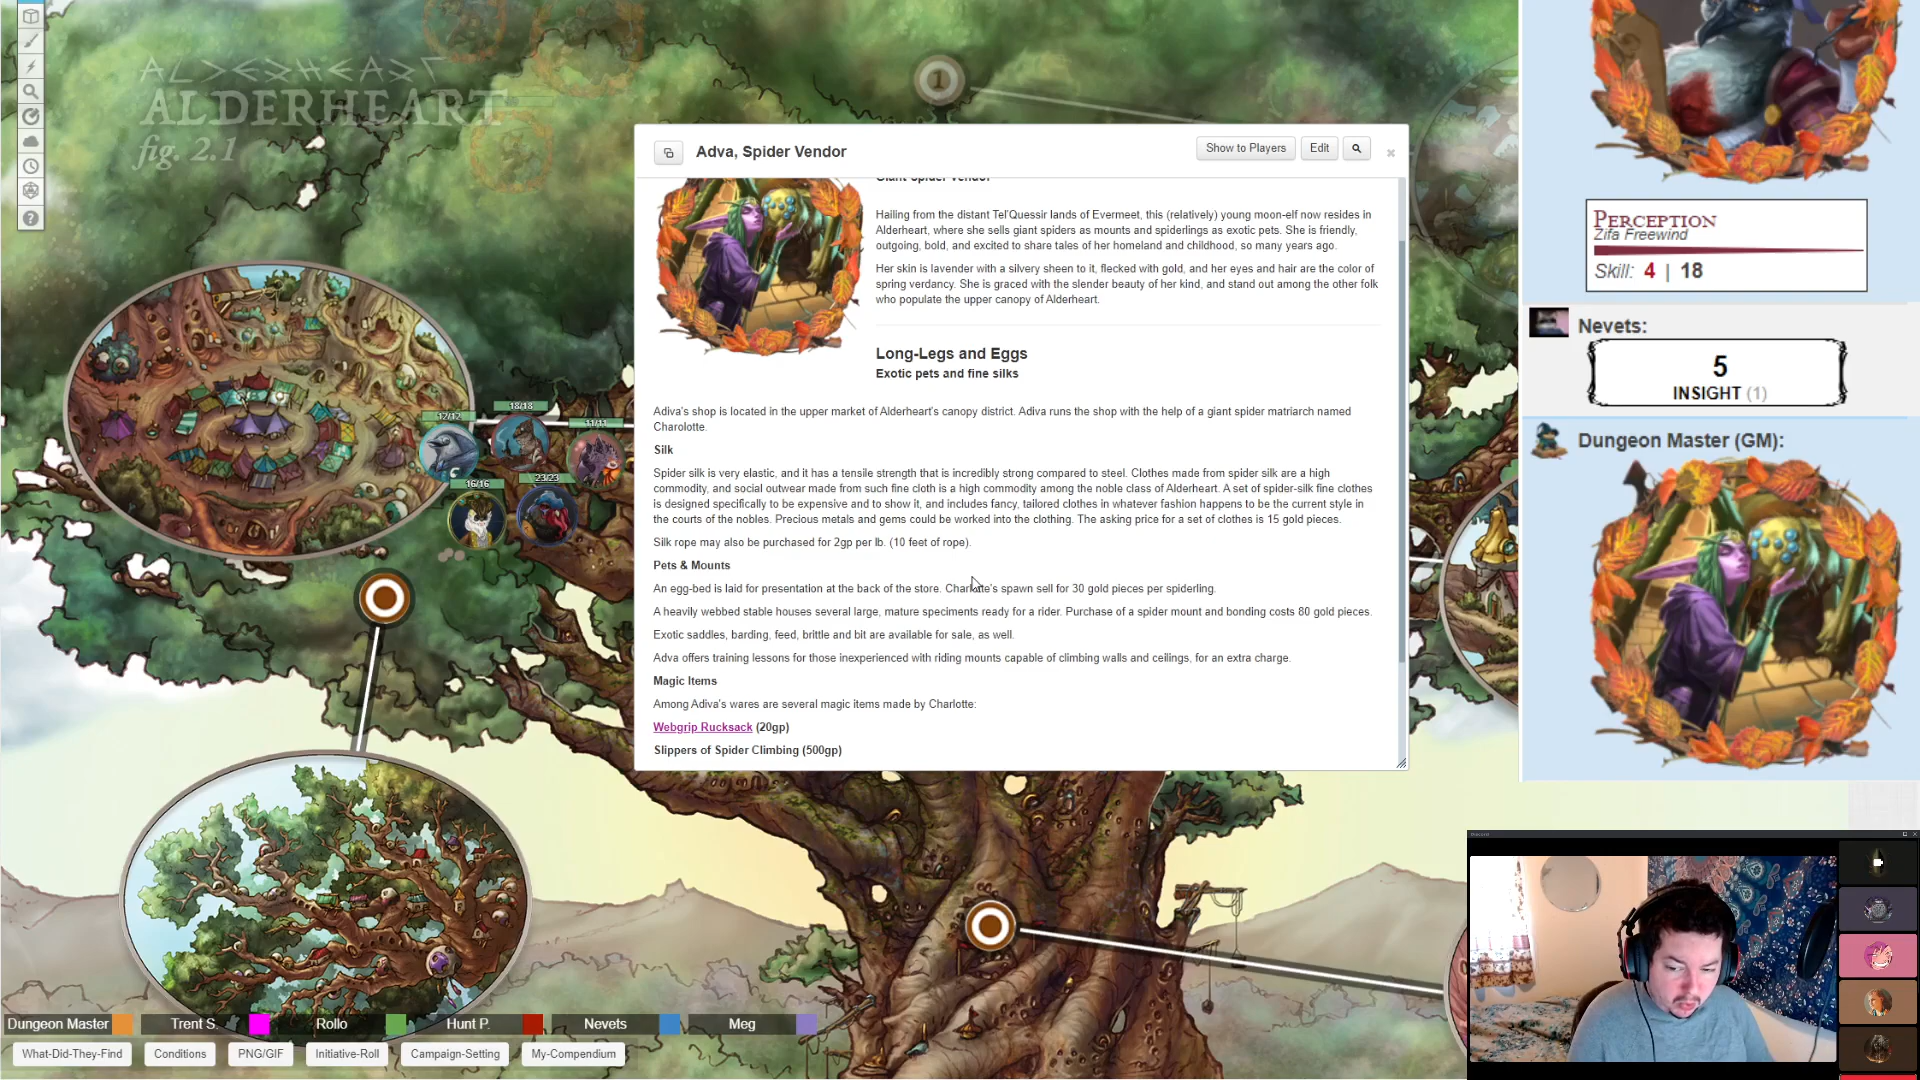 ALDERHEART
ALDERHEART
fig. 2.1
1
Adva, Spider Vendor
Show to Players
Edit
Giant Spider Vendor
Hailing from the distant Tel'Quessir lands of Evermeet, this (relatively) young moon-elf now resides in
Alderheart, where she sells giant spiders as mounts and spiderlings as exotic pets. She is friendly,
outgoing, bold, and excited to share tales of her homeland and childhood, so many years ago.
Her skin is lavender with a silvery sheen to it, flecked with gold, and her eyes and hair are the color of
spring verdancy. She is graced with the slender beauty of her kind, and stand out among the other folk
who populate the upper canopy of Alderheart.
Long-Legs and Eggs
Exotic pets and fine silks
Adiva's shop is located in the upper market of Alderheart's canopy district. Adiva runs the shop with the help of a giant spider matriarch named
Charolotte.
Silk
Spider silk is very elastic, and it has a tensile strength that is incredibly strong compared to steel. Clothes made from spider silk are a high
commodity, and social outwear made from such fine cloth is a high commodity among the noble class of Alderheart. A set of spider-silk fine clothes
is designed specifically to be expensive and to show it, and includes fancy, tailored clothes in whatever fashion happens to be the current style in
the courts of the nobles. Precious metals and gems could be worked into the clothing. The asking price for a set of clothes is 15 gold pieces.
Silk rope may also be purchased for 2gp per lb. (10 feet of rope).
Pets & Mounts
An egg-bed is laid for presentation at the back of the store. Charlotte's spawn sell for 30 gold pieces per spiderling.
A heavily webbed stable houses several large, mature speciments ready for a rider. Purchase of a spider mount and bonding costs 80 gold pieces.
Exotic saddles, barding, feed, brittle and bit are available for sale, as well.
Adva offers training lessons for those inexperienced with riding mounts capable of climbing walls and ceilings, for an extra charge.
Magic Items
Among Adiva's wares are several magic items made by Charlotte:
Webgrip Rucksack (20gp)
Slippers of Spider Climbing (500gp)
12/12
18/18
11/11
16/16
23/23
PERCEPTION
Zifa Freewind
Skill: 4 | 18
Nevets:
5
INSIGHT (1)
Dungeon Master (GM):
Dungeon Master
Trent S.
Rollo
Hunt P.
Nevets
Meg
What-Did-They-Find
Conditions
PNG/GIF
Initiative-Roll
Campaign-Setting
My-Compendium